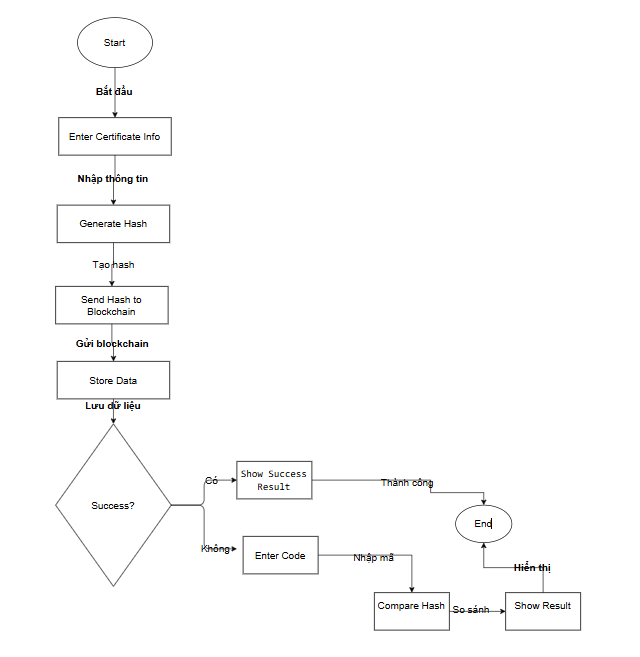 Start
Bắt đầu
Enter Certificate Info
Nhập thông tin
Generate Hash
Tạo hash
Send Hash to
Blockchain
Gửi blockchain
Store Data
Lưu dữ liệu
Success?
Có
Show Success
Result
Thành công
End
Không
Enter Code
Nhập mã
Compare Hash
So sánh
Show Result
Hiển thị